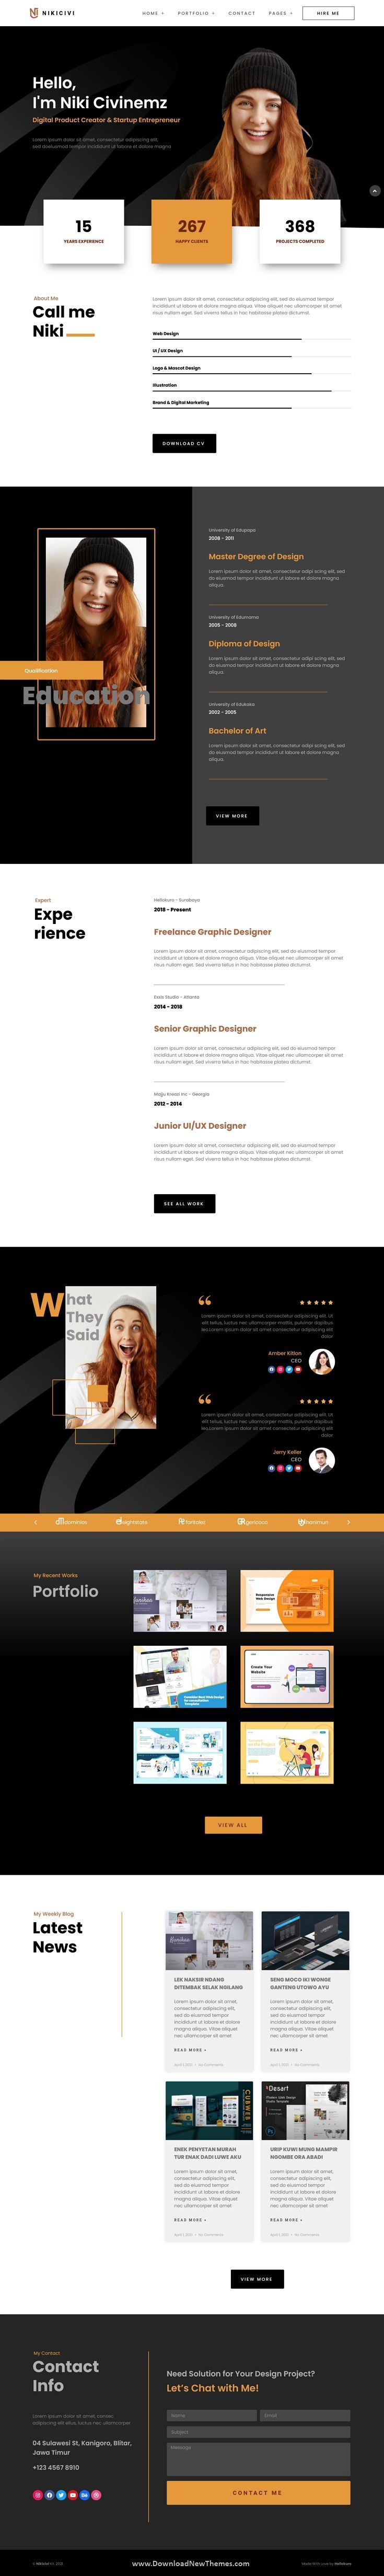 NIKICIVI
HOME
PORTFOLIO
CONTACT
PAGES
HIRE ME
Hello,
I'm Niki Civinemz
Digital Product Creator & Startup Entrepreneur
Lorem ipsum dolor sit amet, consectetur adipiscing elit,
sed doeiusmod tempor incididunt ut labore et dolore magna
15
YEARS EXPERIENCE
267
HAPPY CLIENTS
368
PROJECTS COMPLETED
About Me
Call me
Niki
Lorem ipsum dolor sit amet, consectetur adipiscing elit, sed do eiusmod tempor
incididunt ut labore et dolore magna aliqua. Vitae aliquet nec ullamcorper sit amet
risus nullam eget. Sed viverra tellus in hac habitasse platea dictumst.
Web Design
UI / UX Design
Logo & Mascot Design
Illustration
Brand & Digital Marketing
DOWNLOAD CV
Qualification
Education
University of Edupapa
2008 - 2011
Master Degree of Design
Lorem ipsum dolor sit amet, consectetur adipi scing elit, sed
do eiusmod tempor incididunt ut labore et dolore magna
aliqua.
University of Edumama
2005 - 2008
Diploma of Design
Lorem ipsum dolor sit amet, consectetur adipi scing elit, sed
do eiusmod tempor incididunt ut labore et dolore magna
aliqua.
University of Edukaka
2002 - 2005
Bachelor of Art
Lorem ipsum dolor sit amet, consectetur adipiscing elit, sed
do eiusmod tempor incididunt ut labore et dolore magna
aliqua.
VIEW MORE
Expert
Expe
rience
Hellokuro - Surabaya
2018 - Present
Freelance Graphic Designer
Lorem ipsum dolor sit amet, consectetur adipiscing elit, sed do eiusmod tempor
incididunt ut labore et dolore magna aliqua. Vitae aliquet nec ullamcorper sit amet
risus nullam eget. Sed viverra tellus in hac habitasse platea dictumst.
Essis Studio - Atlanta
2014 - 2018
Senior Graphic Designer
Lorem ipsum dolor sit amet, consectetur adipiscing elit, sed do eiusmod tempor
incididunt ut labore et dolore magna aliqua. Vitae aliquet nec ullamcorper sit amet
risus nullam eget. Sed viverra tellus in hac habitasse platea dictumst.
Majju Kreasi Inc - Georgia
2012 - 2014
Junior UI/UX Designer
Lorem ipsum dolor sit amet, consectetur adipiscing elit, sed do eiusmod tempor
incididunt ut labore et dolore magna aliqua. Vitae aliquet nec ullamcorper sit amet
risus nullam eget. Sed viverra tellus in hac habitasse platea dictumst.
SEE ALL WORK
What
They
Said
Lorem ipsum dolor sit amet, consectetur adipiscing elit. Ut
elit tellus, luctus nec ullamcorper mattis, pulvinar dapibus
leo.Lorem ipsum dolor sit amet consectetur adipiscing elit
dolor
Amber Kition
CEO
Lorem ipsum dolor sit amet, consectetur adipiscing elit. Ut
elit tellus, luctus nec ullamcorper mattis, pulvinar dapibus
leo.Lorem ipsum dolor sit amet consectetur adipiscing elit
dolor
Jerry Keller
CEO
My Recent Works
Portfolio
Responsive
Web Design
Create Your
Website
VIEW ALL
My Weekly Blog
Latest
News
LEK NAKSIR NDANG
DITEMBAK SELAK NGILANG
Lorem ipsum dolor sit amet,
consectetur adipiscing elit,
sed do eiusmod tempor
incididunt ut labore et dolore
magna aliqua. Vitae aliquet
nec ullamcorper sit amet
READ MORE »
SENG MOCO IKI WONGE
GANTENG UTOWO AYU
Lorem ipsum dolor sit amet,
consectetur adipiscing elit,
sed do eiusmod tempor
incididunt ut labore et dolore
magna aliqua. Vitae aliquet
nec ullamcorper sit amet
READ MORE »
CUBWEB
Desart
ENEK PENYETAN MURAH
TUR ENAK DADI LUWE AKU
Lorem ipsum dolor sit amet,
consectetur adipiscing elit,
sed do eiusmod tempor
incididunt ut labore et dolore
magna aliqua. Vitae aliquet
nec ullamcorper sit amet
READ MORE »
URIP KUWI MUNG MAMPIR
NGOMBE ORA ABADI
Lorem ipsum dolor sit amet,
consectetur adipiscing elit,
sed do eiusmod tempor
incididunt ut labore et dolore
magna aliqua. Vitae aliquet
nec ullamcorper sit amet
READ MORE »
VIEW MORE
My Contact
Contact
Info
Lorem ipsum dolor sit amet, consec
adipiscing elit ellus, luctus nec ullamcorper
04 Sulawesi St, Kanigoro, Blitar,
Jawa Timur
+123 4567 8910
Need Solution for Your Design Project?
Let's Chat with Me!
Name
Email
Subject
Message
CONTACT ME
www.DownloadNewThemes.com